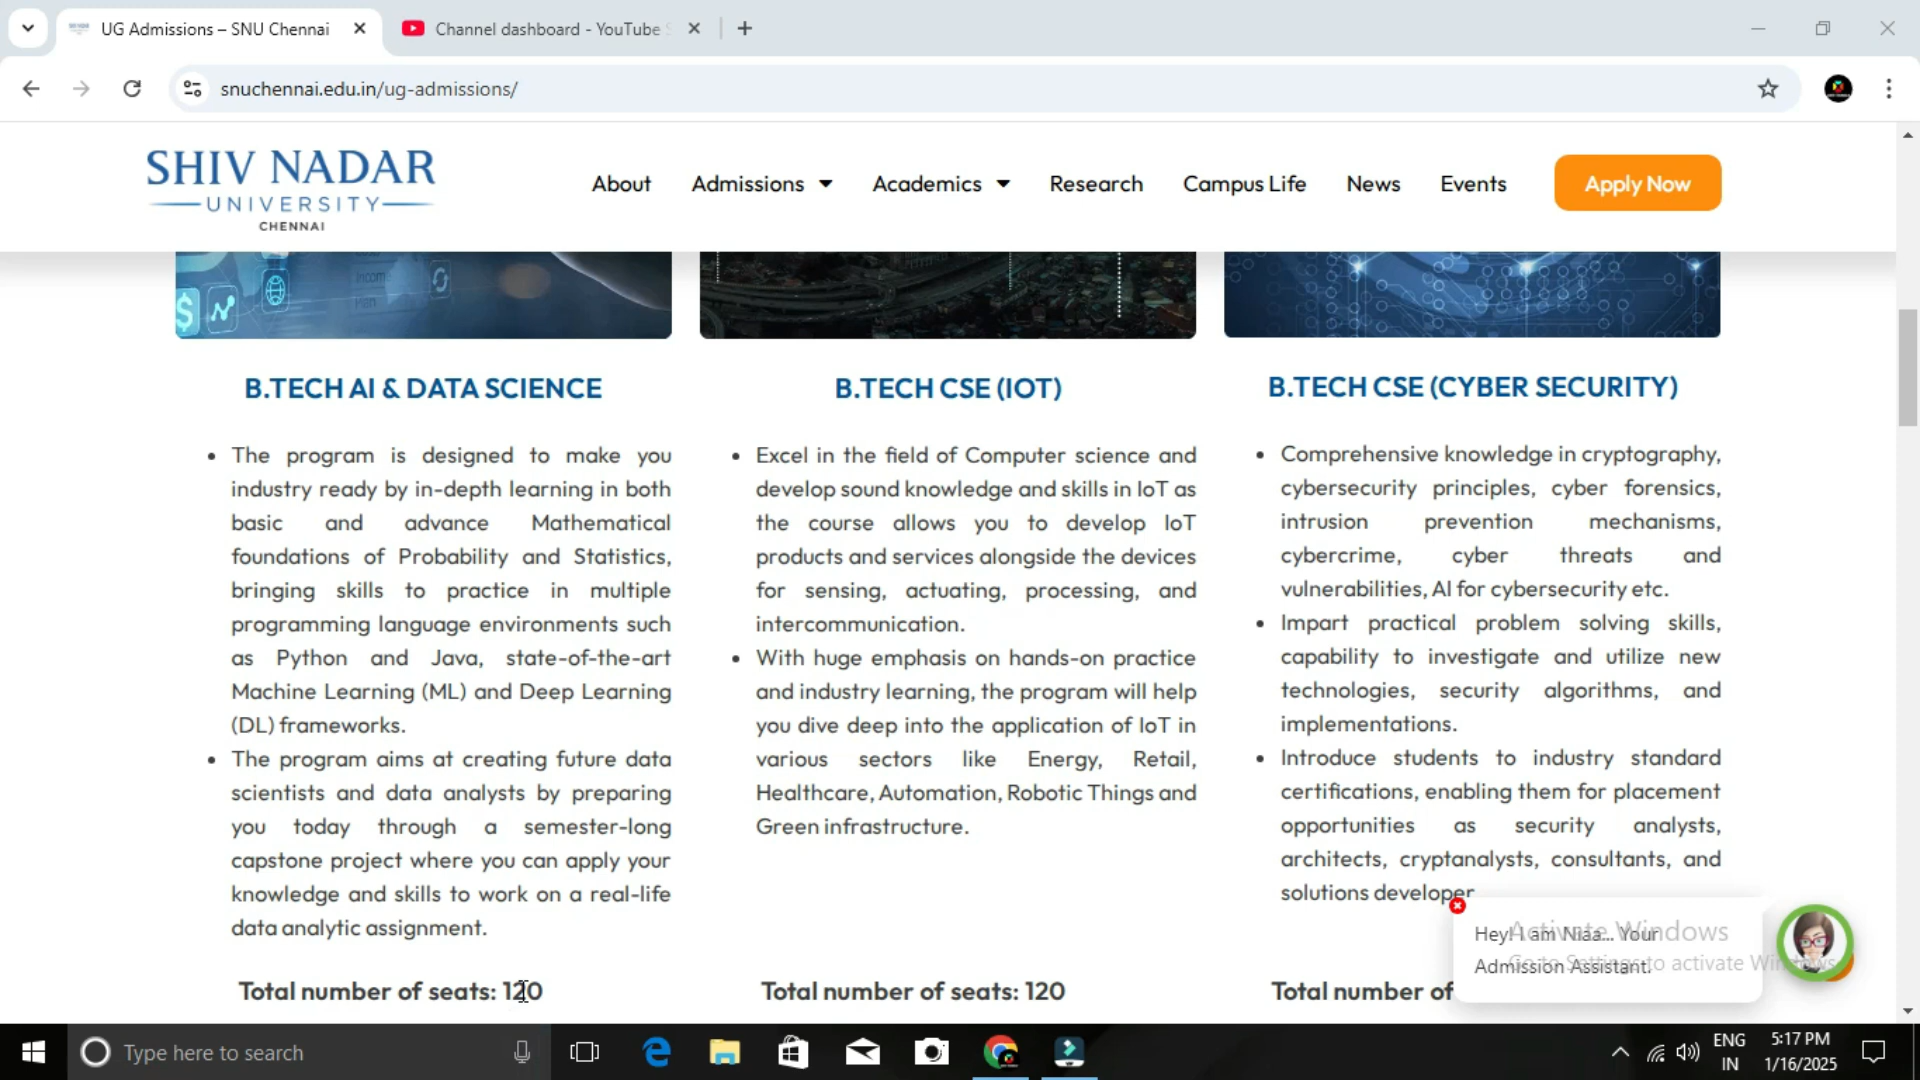 UG Admissions – SNU Chennai
Channel dashboard - YouTube S
snuchennai.edu.in/ug-admissions/
SHIV NADAR
UNIVERSITY
CHENNAI
About Admissions Academics Research Campus Life News Events Apply Now
B.TECH AI & DATA SCIENCE
• The program is designed to make you
industry ready by in-depth learning in both
basic and advance Mathematical
foundations of Probability and Statistics,
bringing skills to practice in multiple
programming language environments such
as Python and Java, state-of-the-art
Machine Learning (ML) and Deep Learning
(DL) frameworks.
• The program aims at creating future data
scientists and data analysts by preparing
you today through a semester-long
capstone project where you can apply your
knowledge and skills to work on a real-life
data analytic assignment.
Total number of seats: 120
B.TECH CSE (IOT)
• Excel in the field of Computer science and
develop sound knowledge and skills in IoT as
the course allows you to develop IoT
products and services alongside the devices
for sensing, actuating, processing, and
intercommunication.
• With huge emphasis on hands-on practice
and industry learning, the program will help
you dive deep into the application of IoT in
various sectors like Energy, Retail,
Healthcare, Automation, Robotic Things and
Green infrastructure.
Total number of seats: 120
B.TECH CSE (CYBER SECURITY)
• Comprehensive knowledge in cryptography,
cybersecurity principles, cyber forensics,
intrusion prevention mechanisms,
cybercrime, cyber threats and
vulnerabilities, AI for cybersecurity etc.
• Impart practical problem solving skills,
capability to investigate and utilize new
technologies, security algorithms, and
implementations.
• Introduce students to industry standard
certifications, enabling them for placement
opportunities as security analysts,
architects, cryptanalysts, consultants, and
solutions developer
Total number of
Hey! I am Niaa... Your
Admission Assistant.
Activate Windows
Go to Settings to activate Windows.
Type here to search
ENG
IN
5:17 PM
1/16/2025